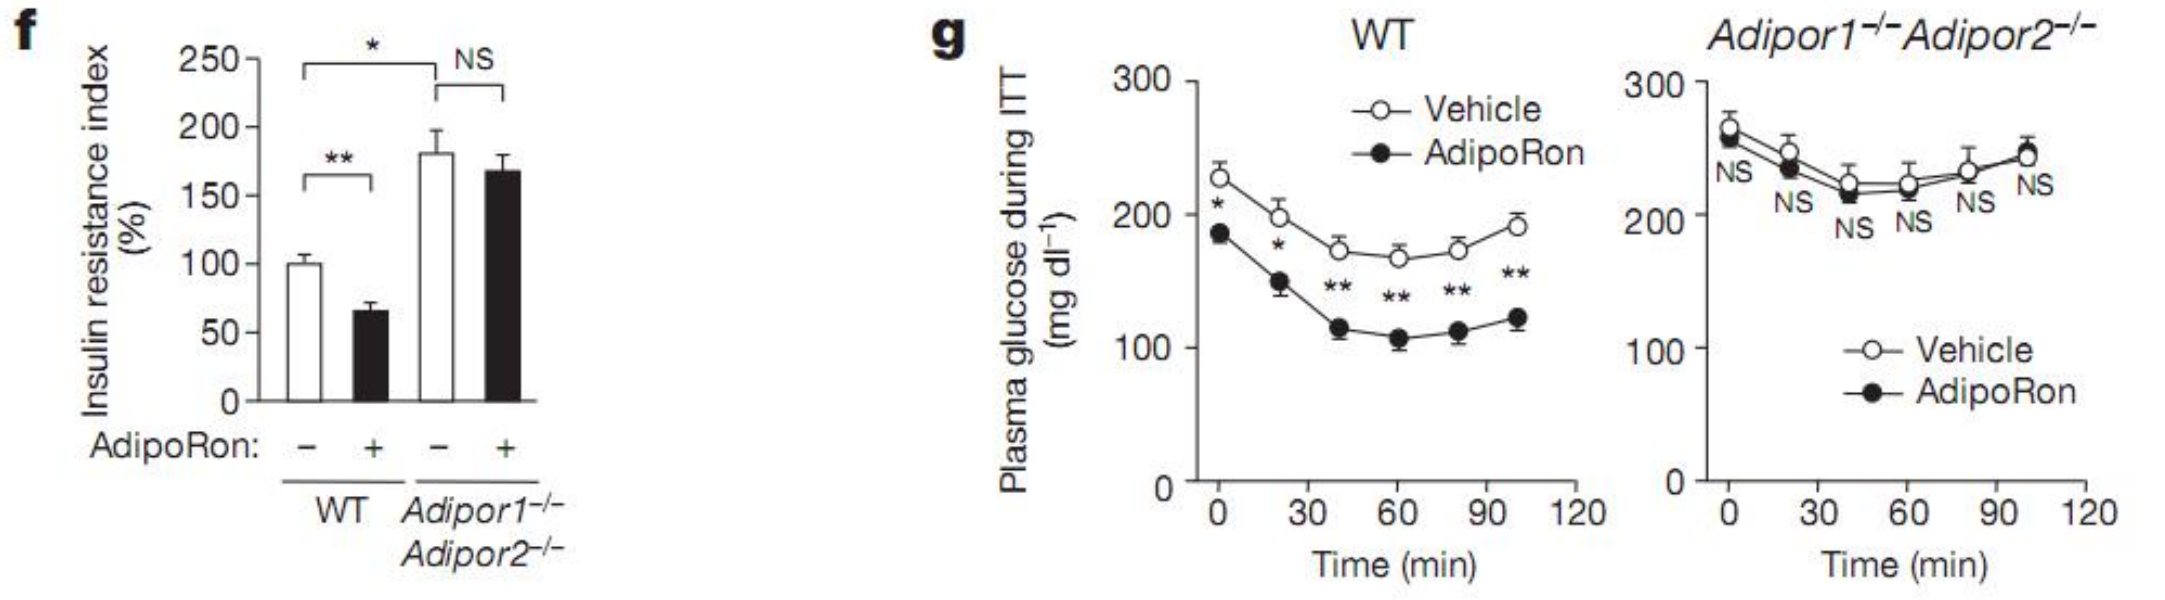 f
Insulin resistance index
(%)
250
200
150
100
50
0
*
NS
**
AdipoRon: − + − +
WT
Adipor1−/−
Adipor2−/−
g
Plasma glucose during ITT
(mg dl−1)
WT
300
200
100
0
Vehicle
AdipoRon
*
*
**
**
**
**
0 30 60 90 120
Time (min)
Adipor1−/−Adipor2−/−
300
200
100
0
NS
NS
NS
NS
NS
NS
Vehicle
AdipoRon
0 30 60 90 120
Time (min)